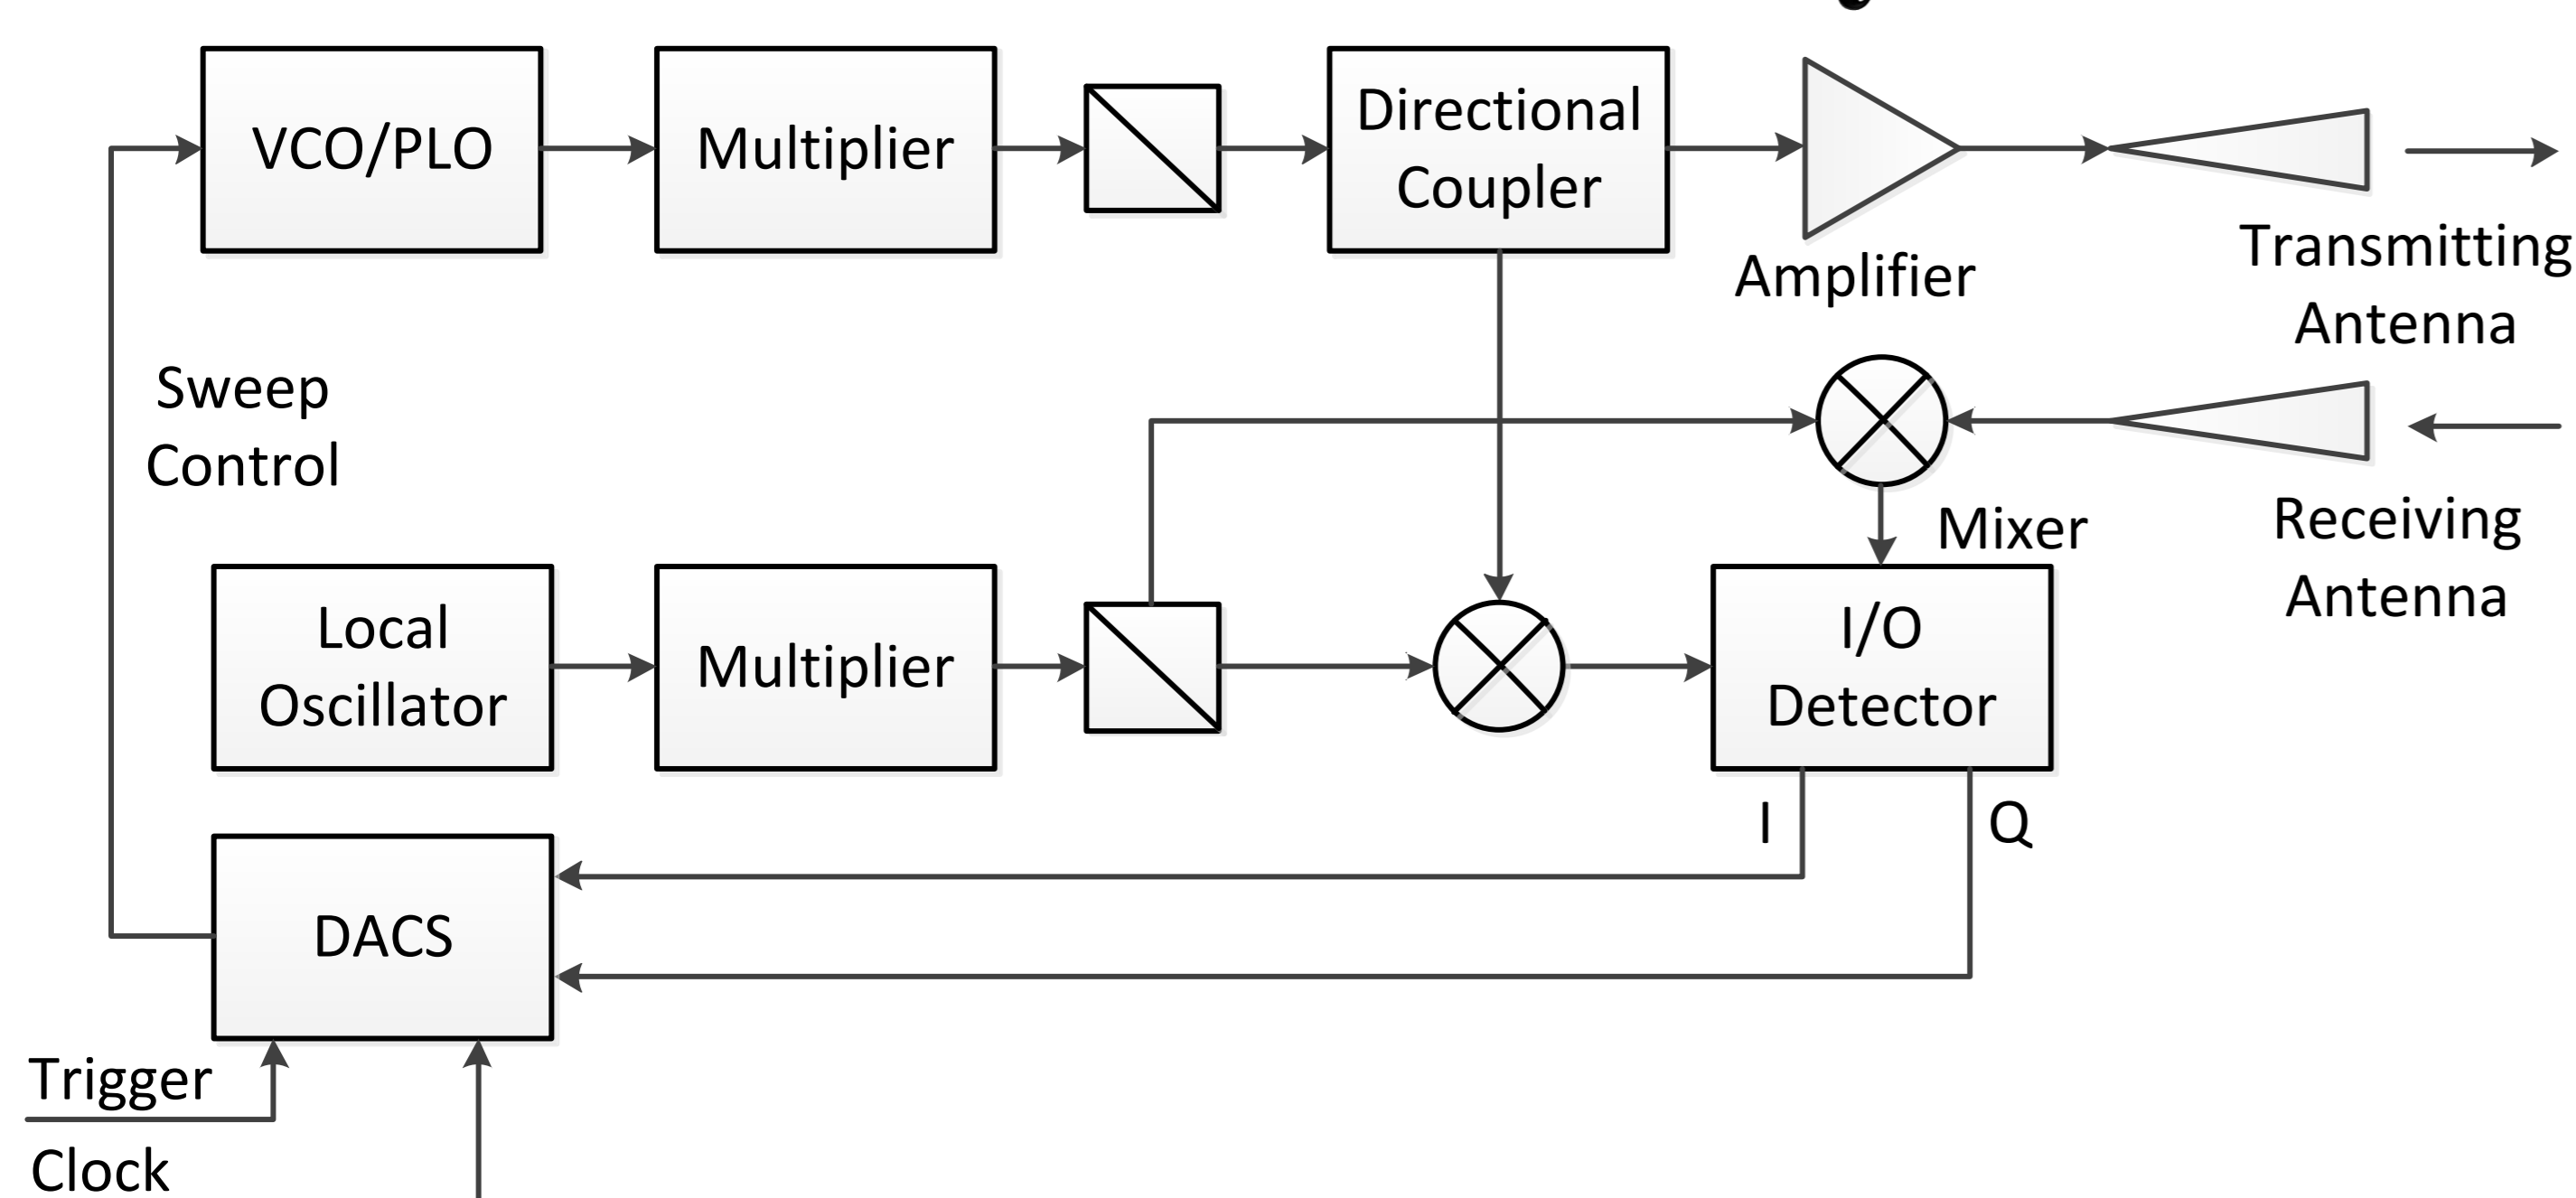 VCO/PLO
Multiplier
Directional
Coupler
Amplifier
Transmitting
Antenna
Sweep
Control
Mixer
Receiving
Antenna
Local
Oscillator
Multiplier
I/O
Detector
I
Q
DACS
Trigger
Clock